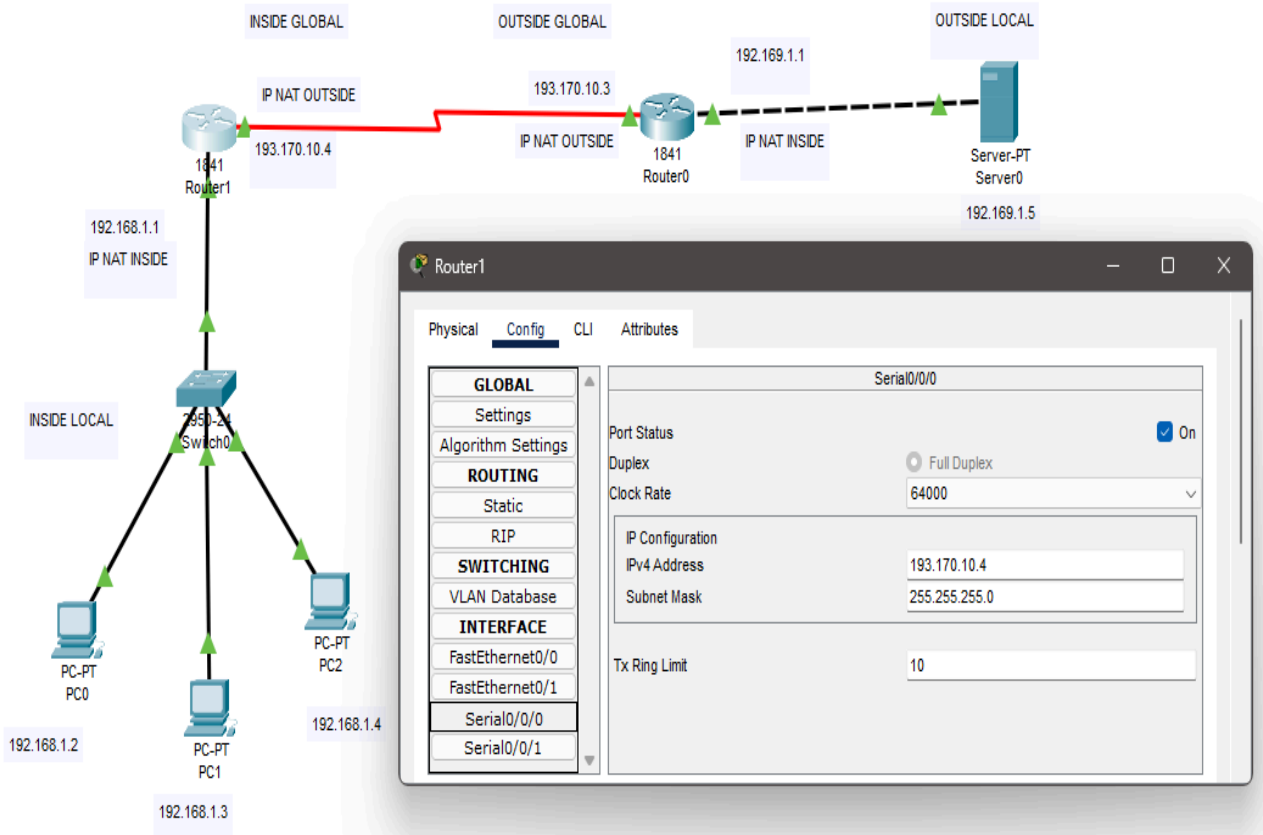 INSIDE GLOBAL
OUTSIDE GLOBAL
OUTSIDE LOCAL
192.169.1.1
IP NAT OUTSIDE
193.170.10.3
193.170.10.4
IP NAT OUTSIDE
IP NAT INSIDE
1841
Router1
1841
Router0
Server-PT
Server0
192.169.1.5
192.168.1.1
IP NAT INSIDE
INSIDE LOCAL
2950-24
Switch0
PC-PT
PC0
192.168.1.2
PC-PT
PC1
192.168.1.3
PC-PT
PC2
192.168.1.4
Router1
Physical Config CLI Attributes
GLOBAL
Settings
Algorithm Settings
ROUTING
Static
RIP
SWITCHING
VLAN Database
INTERFACE
FastEthernet0/0
FastEthernet0/1
Serial0/0/0
Serial0/0/1
Serial0/0/0
Port Status On
Duplex Full Duplex
Clock Rate 64000
IP Configuration
IPv4 Address 193.170.10.4
Subnet Mask 255.255.255.0
Tx Ring Limit 10